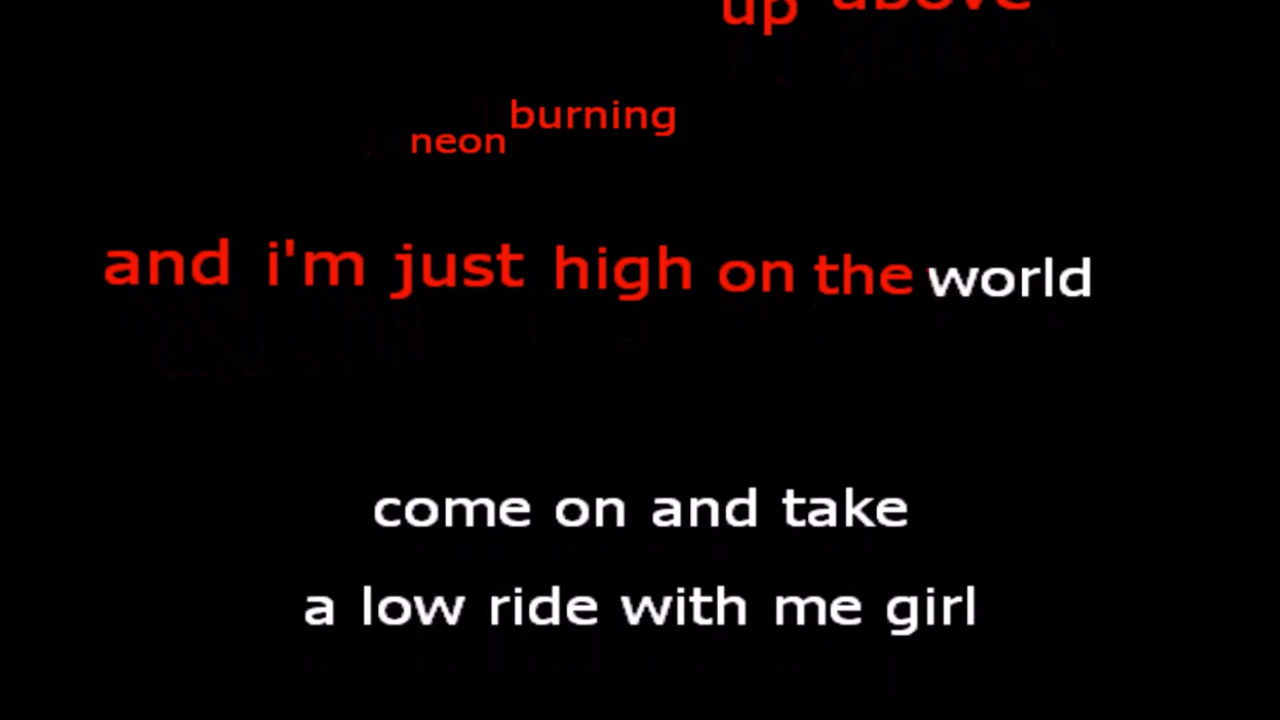 up above
neon burning
and i'm just high on the world
come on and take
a low ride with me girl